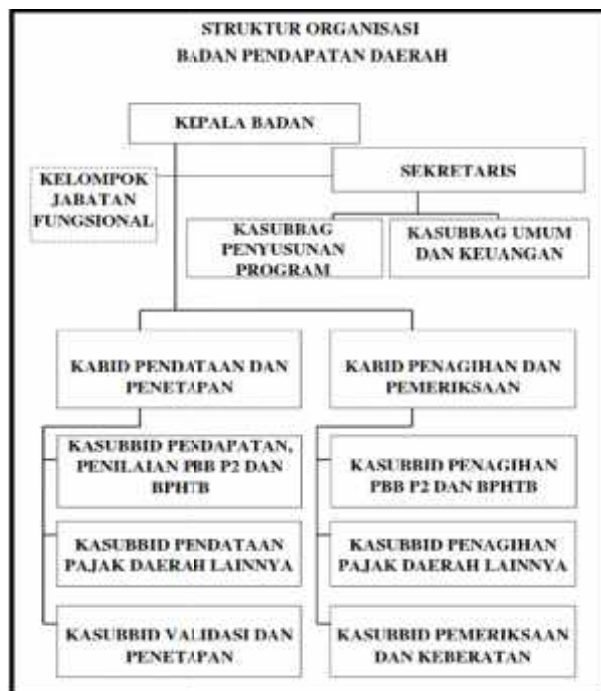 STRUKTUR ORGANISASI
BADAN PENDAPATAN DAERAH
KEPALA BADAN
KELOMPOK
JABATAN
FUNGSIONAL
SEKRETARIS
KASUBBAG
PENYUSUNAN
PROGRAM
KASUBBAG UMUM
DAN KEUANGAN
KABID PENDATAAN DAN
PENETAPAN
KABID PENAGIHAN DAN
PEMERIKSAAN
KASUBBID PENDAPATAN,
PENILAIAN PBB P2 DAN
BPHTB
KASUBBID PENAGIHAN
PBB P2 DAN BPHTB
KASUBBID PENDATAAN
PAJAK DAERAH LAINNYA
KASUBBID PENAGIHAN
PAJAK DAERAH LAINNYA
KASUBBID VALIDASI DAN
PENETAPAN
KASUBBID PEMERIKSAAN
DAN KEBERATAN